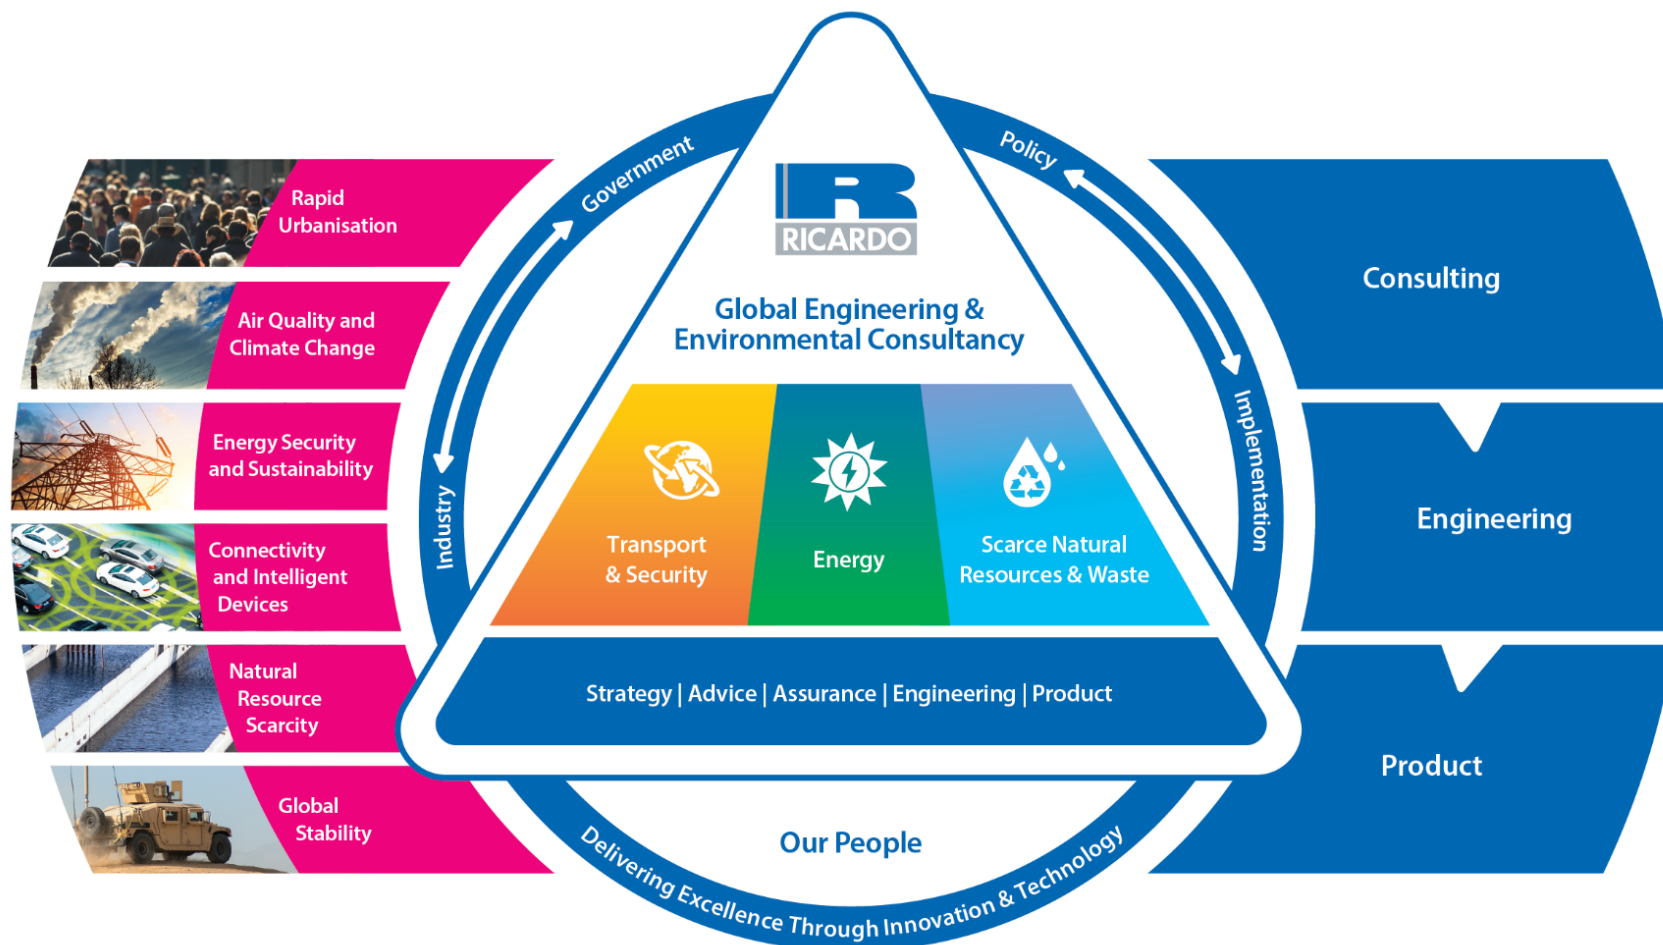 Rapid
Urbanisation
Air Quality and
Climate Change
Energy Security
and Sustainability
Connectivity
and Intelligent
Devices
Natural
Resource
Scarcity
Global
Stability
Industry
Government
Policy
Implementation
RICARDO
Global Engineering &
Environmental Consultancy
Transport
& Security
Energy
Scarce Natural
Resources & Waste
Strategy | Advice | Assurance | Engineering | Product
Our People
Delivering Excellence Through Innovation & Technology
Consulting
Engineering
Product